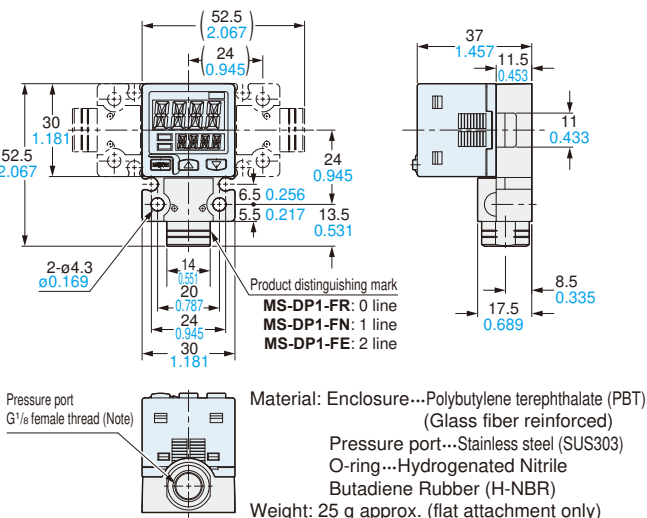 52.5
2.067
24
0.945
30
1.181
52.5
2.067
24
0.945
6.5 0.256
5.5 0.217
13.5
0.531
2-ø4.3
ø0.169
14
0.551
20
0.787
24
0.945
30
1.181
Product distinguishing mark
MS-DP1-FR: 0 line
MS-DP1-FN: 1 line
MS-DP1-FE: 2 line
37
1.457
11.5
0.453
11
0.433
8.5
0.335
17.5
0.689
Pressure port
G1/8 female thread (Note)
Material: Enclosure···Polybutylene terephthalate (PBT)
(Glass fiber reinforced)
Pressure port···Stainless steel (SUS303)
O-ring···Hydrogenated Nitrile
Butadiene Rubber (H-NBR)
Weight: 25 g approx. (flat attachment only)